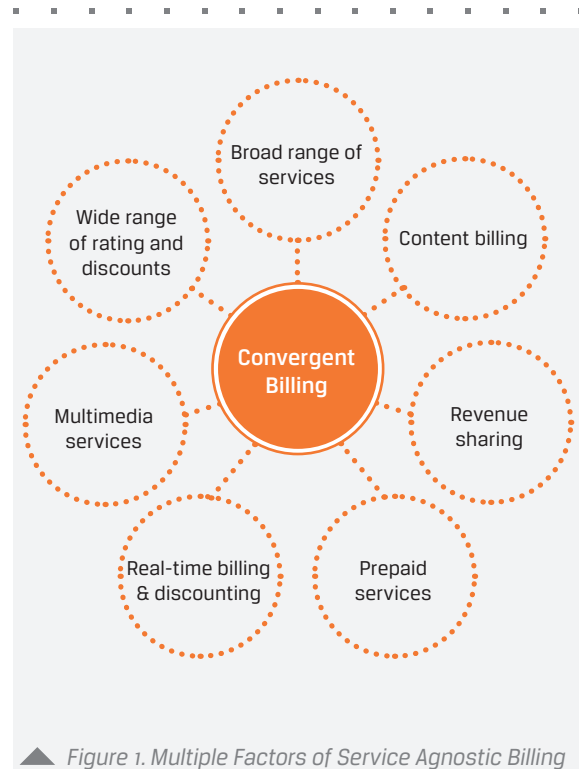 Broad range of
services
Wide range
of rating and
discounts
Content billing
Convergent
Billing
Multimedia
services
Revenue
sharing
Real-time billing
& discounting
Prepaid
services
Figure 1. Multiple Factors of Service Agnostic Billing